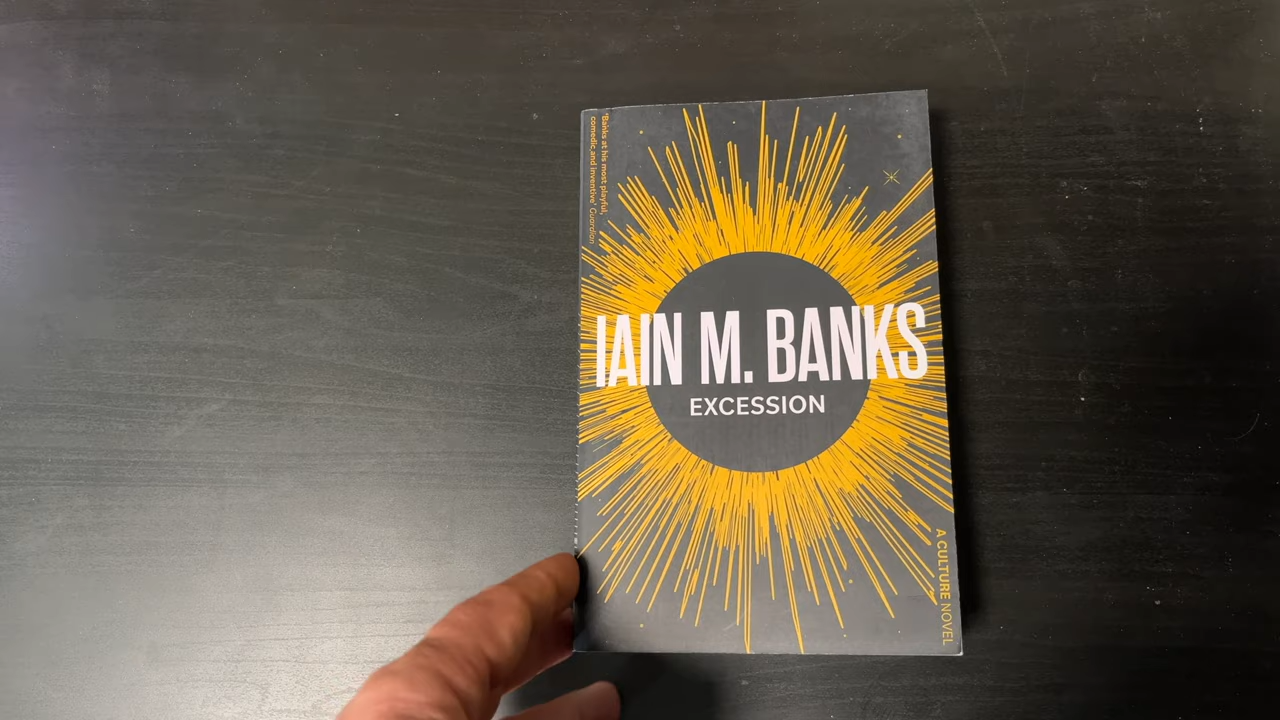 'Banks at his most playful,
comedic and inventive' Guardian
IAIN M. BANKS
EXCESSION
A CULTURE NOVEL